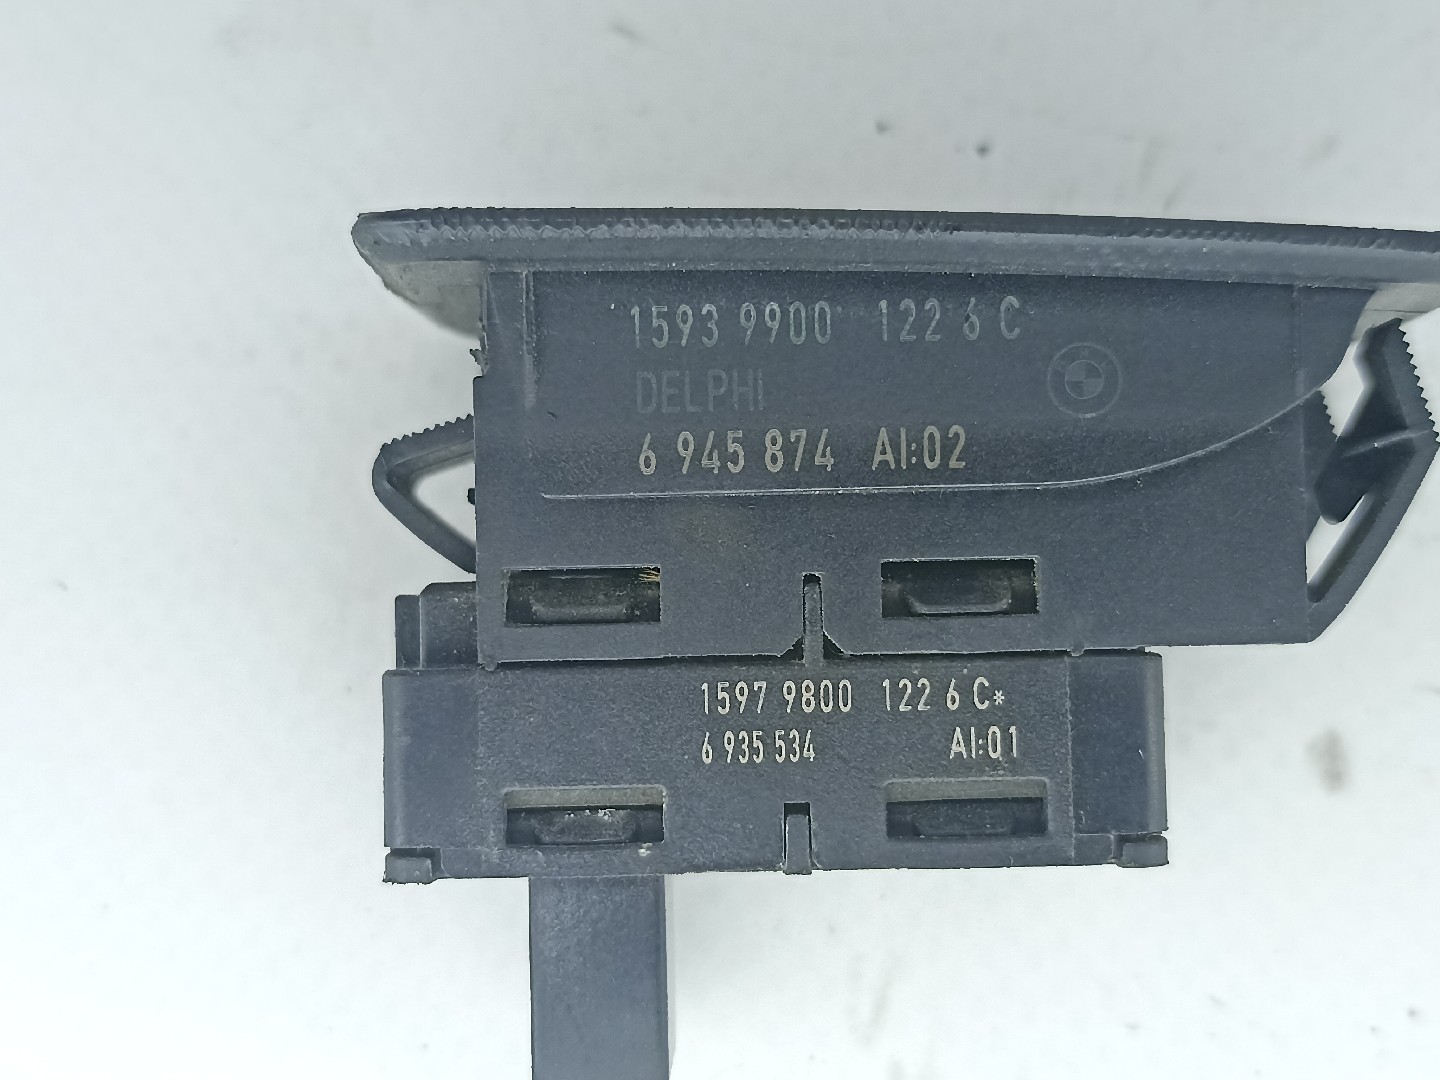 1593 9900 122 6 C
DELPHI
6 945 874 AI:02
1597 9800 122 6 C*
6 935 534 AI:01